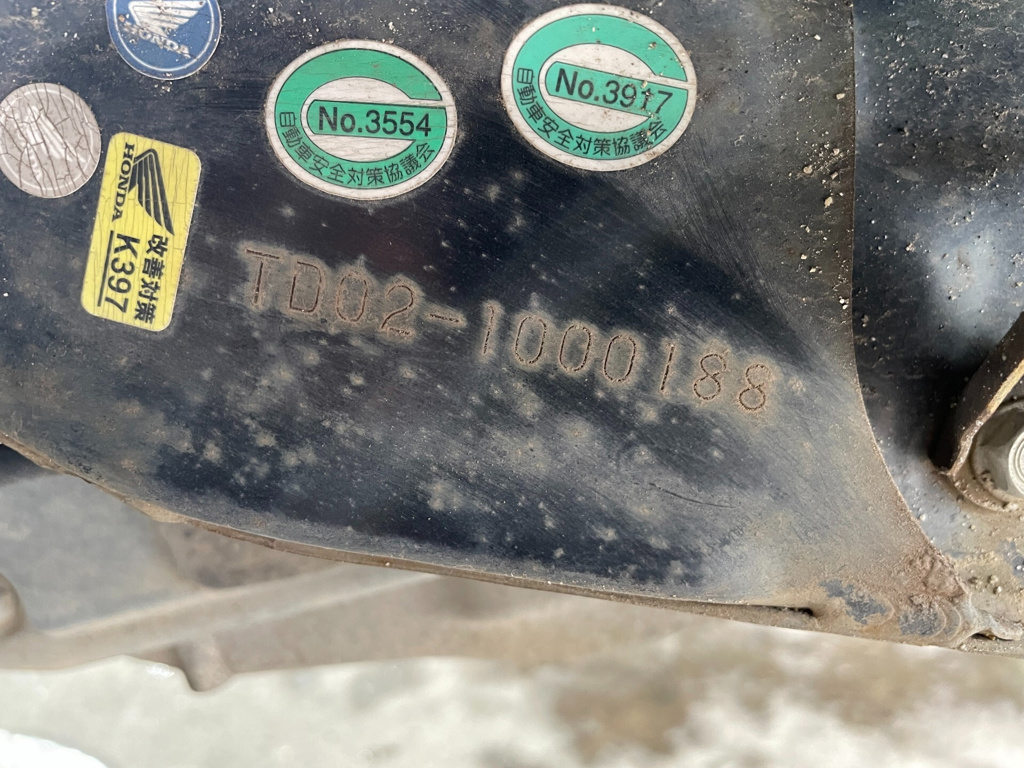 HONDA
No.3554
自動車安全対策協議会
No.3917
自動車安全対策協議会
HONDA
改善対策
K397
TD02-1000188